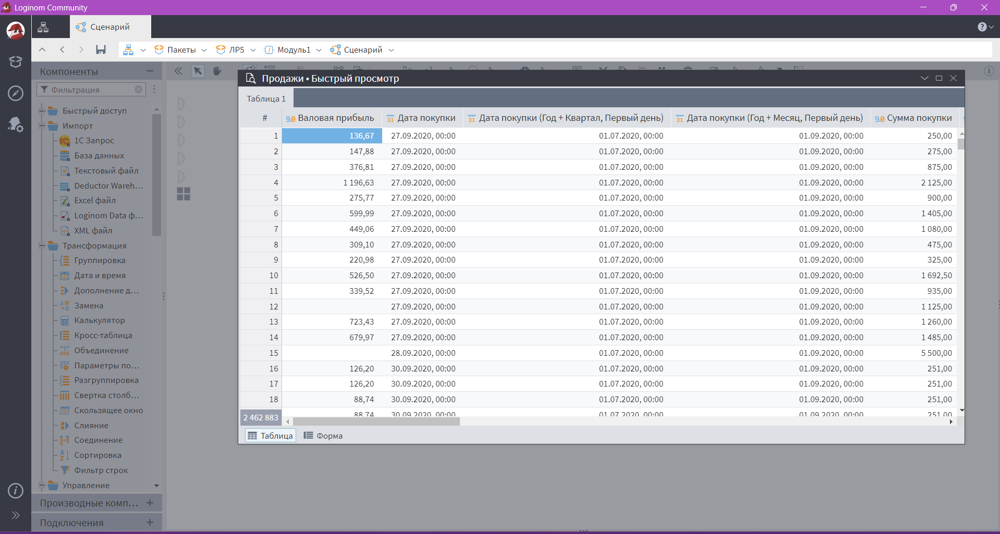 Loginom Community
Сценарий
Пакеты
ЛР5
Модуль1
Сценарий
Компоненты
Фильтрация
Быстрый доступ
Импорт
1С Запрос
База данных
Текстовый файл
Deductor Wareh...
Excel файл
Loginom Data ф...
XML файл
Трансформация
Группировка
Дата и время
Дополнение д...
Замена
Калькулятор
Кросс-таблица
Объединение
Параметры по...
Разгруппировка
Свертка столб...
Скользящее окно
Слияние
Соединение
Сортировка
Фильтр строк
Управление
Производные комп...
Подключения
Продажи • Быстрый просмотр
Таблица 1
# 9.0 Валовая прибыль 31 Дата покупки 31 Дата покупки (Год + Квартал, Первый день) 31 Дата покупки (Год + Месяц, Первый день) 9.0 Сумма покупки
1 136,67 27.09.2020, 00:00 01.07.2020, 00:00 01.09.2020, 00:00 250,00
2 147,88 27.09.2020, 00:00 01.07.2020, 00:00 01.09.2020, 00:00 275,00
3 376,81 27.09.2020, 00:00 01.07.2020, 00:00 01.09.2020, 00:00 875,00
4 1 196,63 27.09.2020, 00:00 01.07.2020, 00:00 01.09.2020, 00:00 2 125,00
5 275,77 27.09.2020, 00:00 01.07.2020, 00:00 01.09.2020, 00:00 900,00
6 599,99 27.09.2020, 00:00 01.07.2020, 00:00 01.09.2020, 00:00 1 405,00
7 449,06 27.09.2020, 00:00 01.07.2020, 00:00 01.09.2020, 00:00 1 080,00
8 309,10 27.09.2020, 00:00 01.07.2020, 00:00 01.09.2020, 00:00 475,00
9 220,98 27.09.2020, 00:00 01.07.2020, 00:00 01.09.2020, 00:00 325,00
10 526,50 27.09.2020, 00:00 01.07.2020, 00:00 01.09.2020, 00:00 1 692,50
11 339,52 27.09.2020, 00:00 01.07.2020, 00:00 01.09.2020, 00:00 935,00
12 27.09.2020, 00:00 01.07.2020, 00:00 01.09.2020, 00:00 1 125,00
13 723,43 27.09.2020, 00:00 01.07.2020, 00:00 01.09.2020, 00:00 1 260,00
14 679,97 27.09.2020, 00:00 01.07.2020, 00:00 01.09.2020, 00:00 1 485,00
15 28.09.2020, 00:00 01.07.2020, 00:00 01.09.2020, 00:00 5 500,00
16 126,20 30.09.2020, 00:00 01.07.2020, 00:00 01.09.2020, 00:00 251,00
17 126,20 30.09.2020, 00:00 01.07.2020, 00:00 01.09.2020, 00:00 251,00
18 88,74 30.09.2020, 00:00 01.07.2020, 00:00 01.09.2020, 00:00 251,00
88,74 30.09.2020, 00:00 01.07.2020, 00:00 01.09.2020, 00:00 251,00
2 462 883
Таблица
Форма